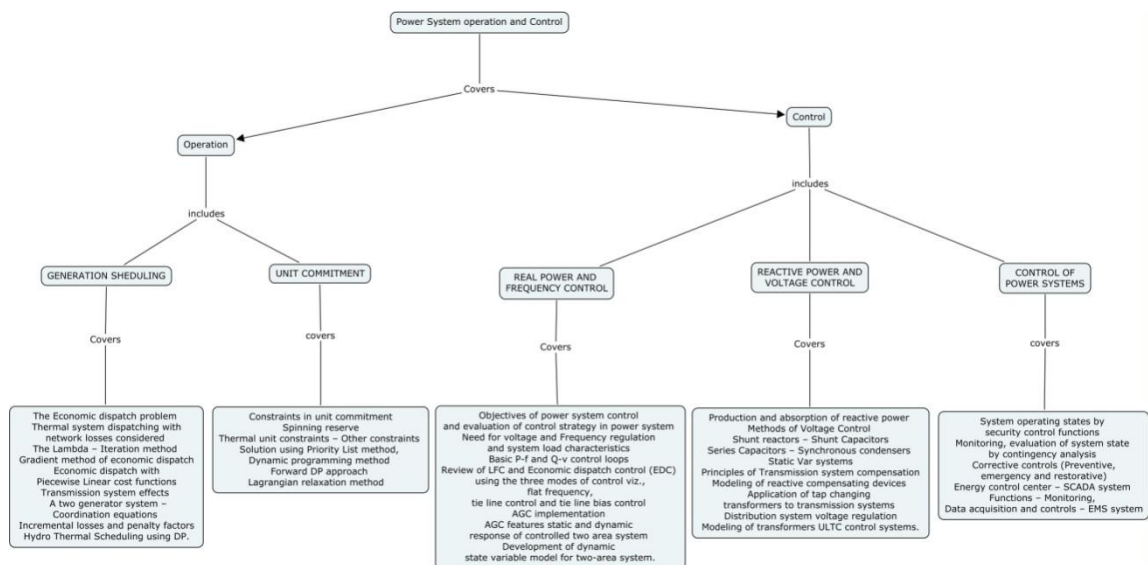 Power System operation and Control
Covers
Control
Operation
includes
includes
GENERATION SHEDULING
UNIT COMMITMENT
REAL POWER AND
FREQUENCY CONTROL
REACTIVE POWER AND
VOLTAGE CONTROL
CONTROL OF
POWER SYSTEMS
Covers
covers
Covers
Covers
covers
The Economic dispatch problem
Thermal system dispatching with
network losses considered
The Lambda – Iteration method
Gradient method of economic dispatch
Economic dispatch with
Piecewise Linear cost functions
Transmission system effects
A two generator system –
Coordination equations
Incremental losses and penalty factors
Hydro Thermal Scheduling using DP.
Constraints in unit commitment
Spinning reserve
Thermal unit constraints – Other constraints
Solution using Priority List method,
Dynamic programming method
Forward DP approach
Lagrangian relaxation method
Objectives of power system control
and evaluation of control strategy in power system
Need for voltage and Frequency regulation
and system load characteristics
Basic P-f and Q-v control loops
Review of LFC and Economic dispatch control (EDC)
using the three modes of control viz.,
flat frequency,
tie line control and tie line bias control
AGC implementation
AGC features static and dynamic
response of controlled two area system
Development of dynamic
state variable model for two-area system.
Production and absorption of reactive power
Methods of Voltage Control
Shunt reactors – Shunt Capacitors
Series Capacitors – Synchronous condensers
Static Var systems
Principles of Transmission system compensation
Modeling of reactive compensating devices
Application of tap changing
transformers to transmission systems
Distribution system voltage regulation
Modeling of transformers ULTC control systems.
System operating states by
security control functions
Monitoring, evaluation of system state
by contingency analysis
Corrective controls (Preventive,
emergency and restorative)
Energy control center – SCADA system
Functions – Monitoring,
Data acquisition and controls – EMS system